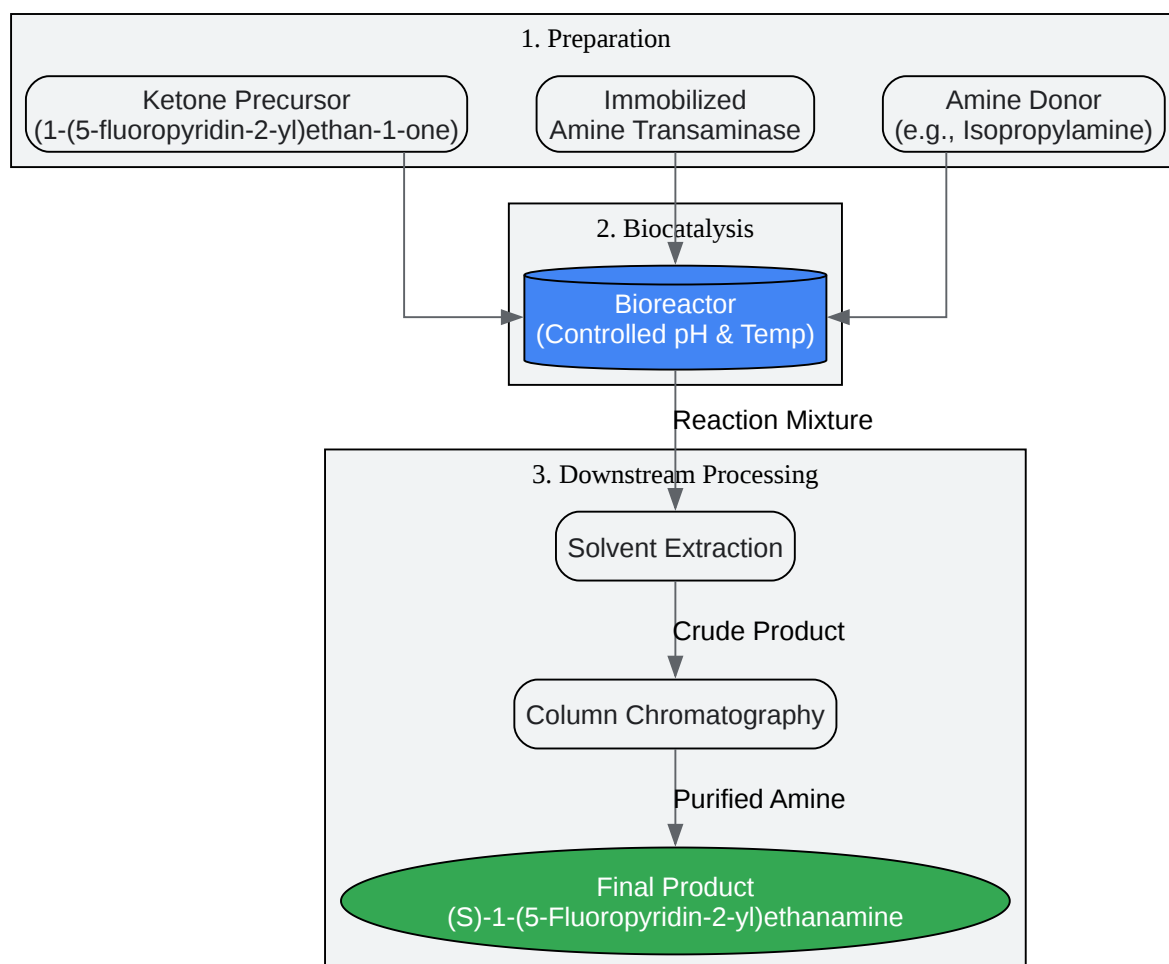 1. Preparation
Ketone Precursor
(1-(5-fluoropyridin-2-yl)ethan-1-one)
Immobilized
Amine Transaminase
Amine Donor
(e.g., Isopropylamine)
2. Biocatalysis
Bioreactor
(Controlled pH & Temp)
Reaction Mixture
3. Downstream Processing
Solvent Extraction
Crude Product
Column Chromatography
Purified Amine
Final Product
(S)-1-(5-Fluoropyridin-2-yl)ethanamine